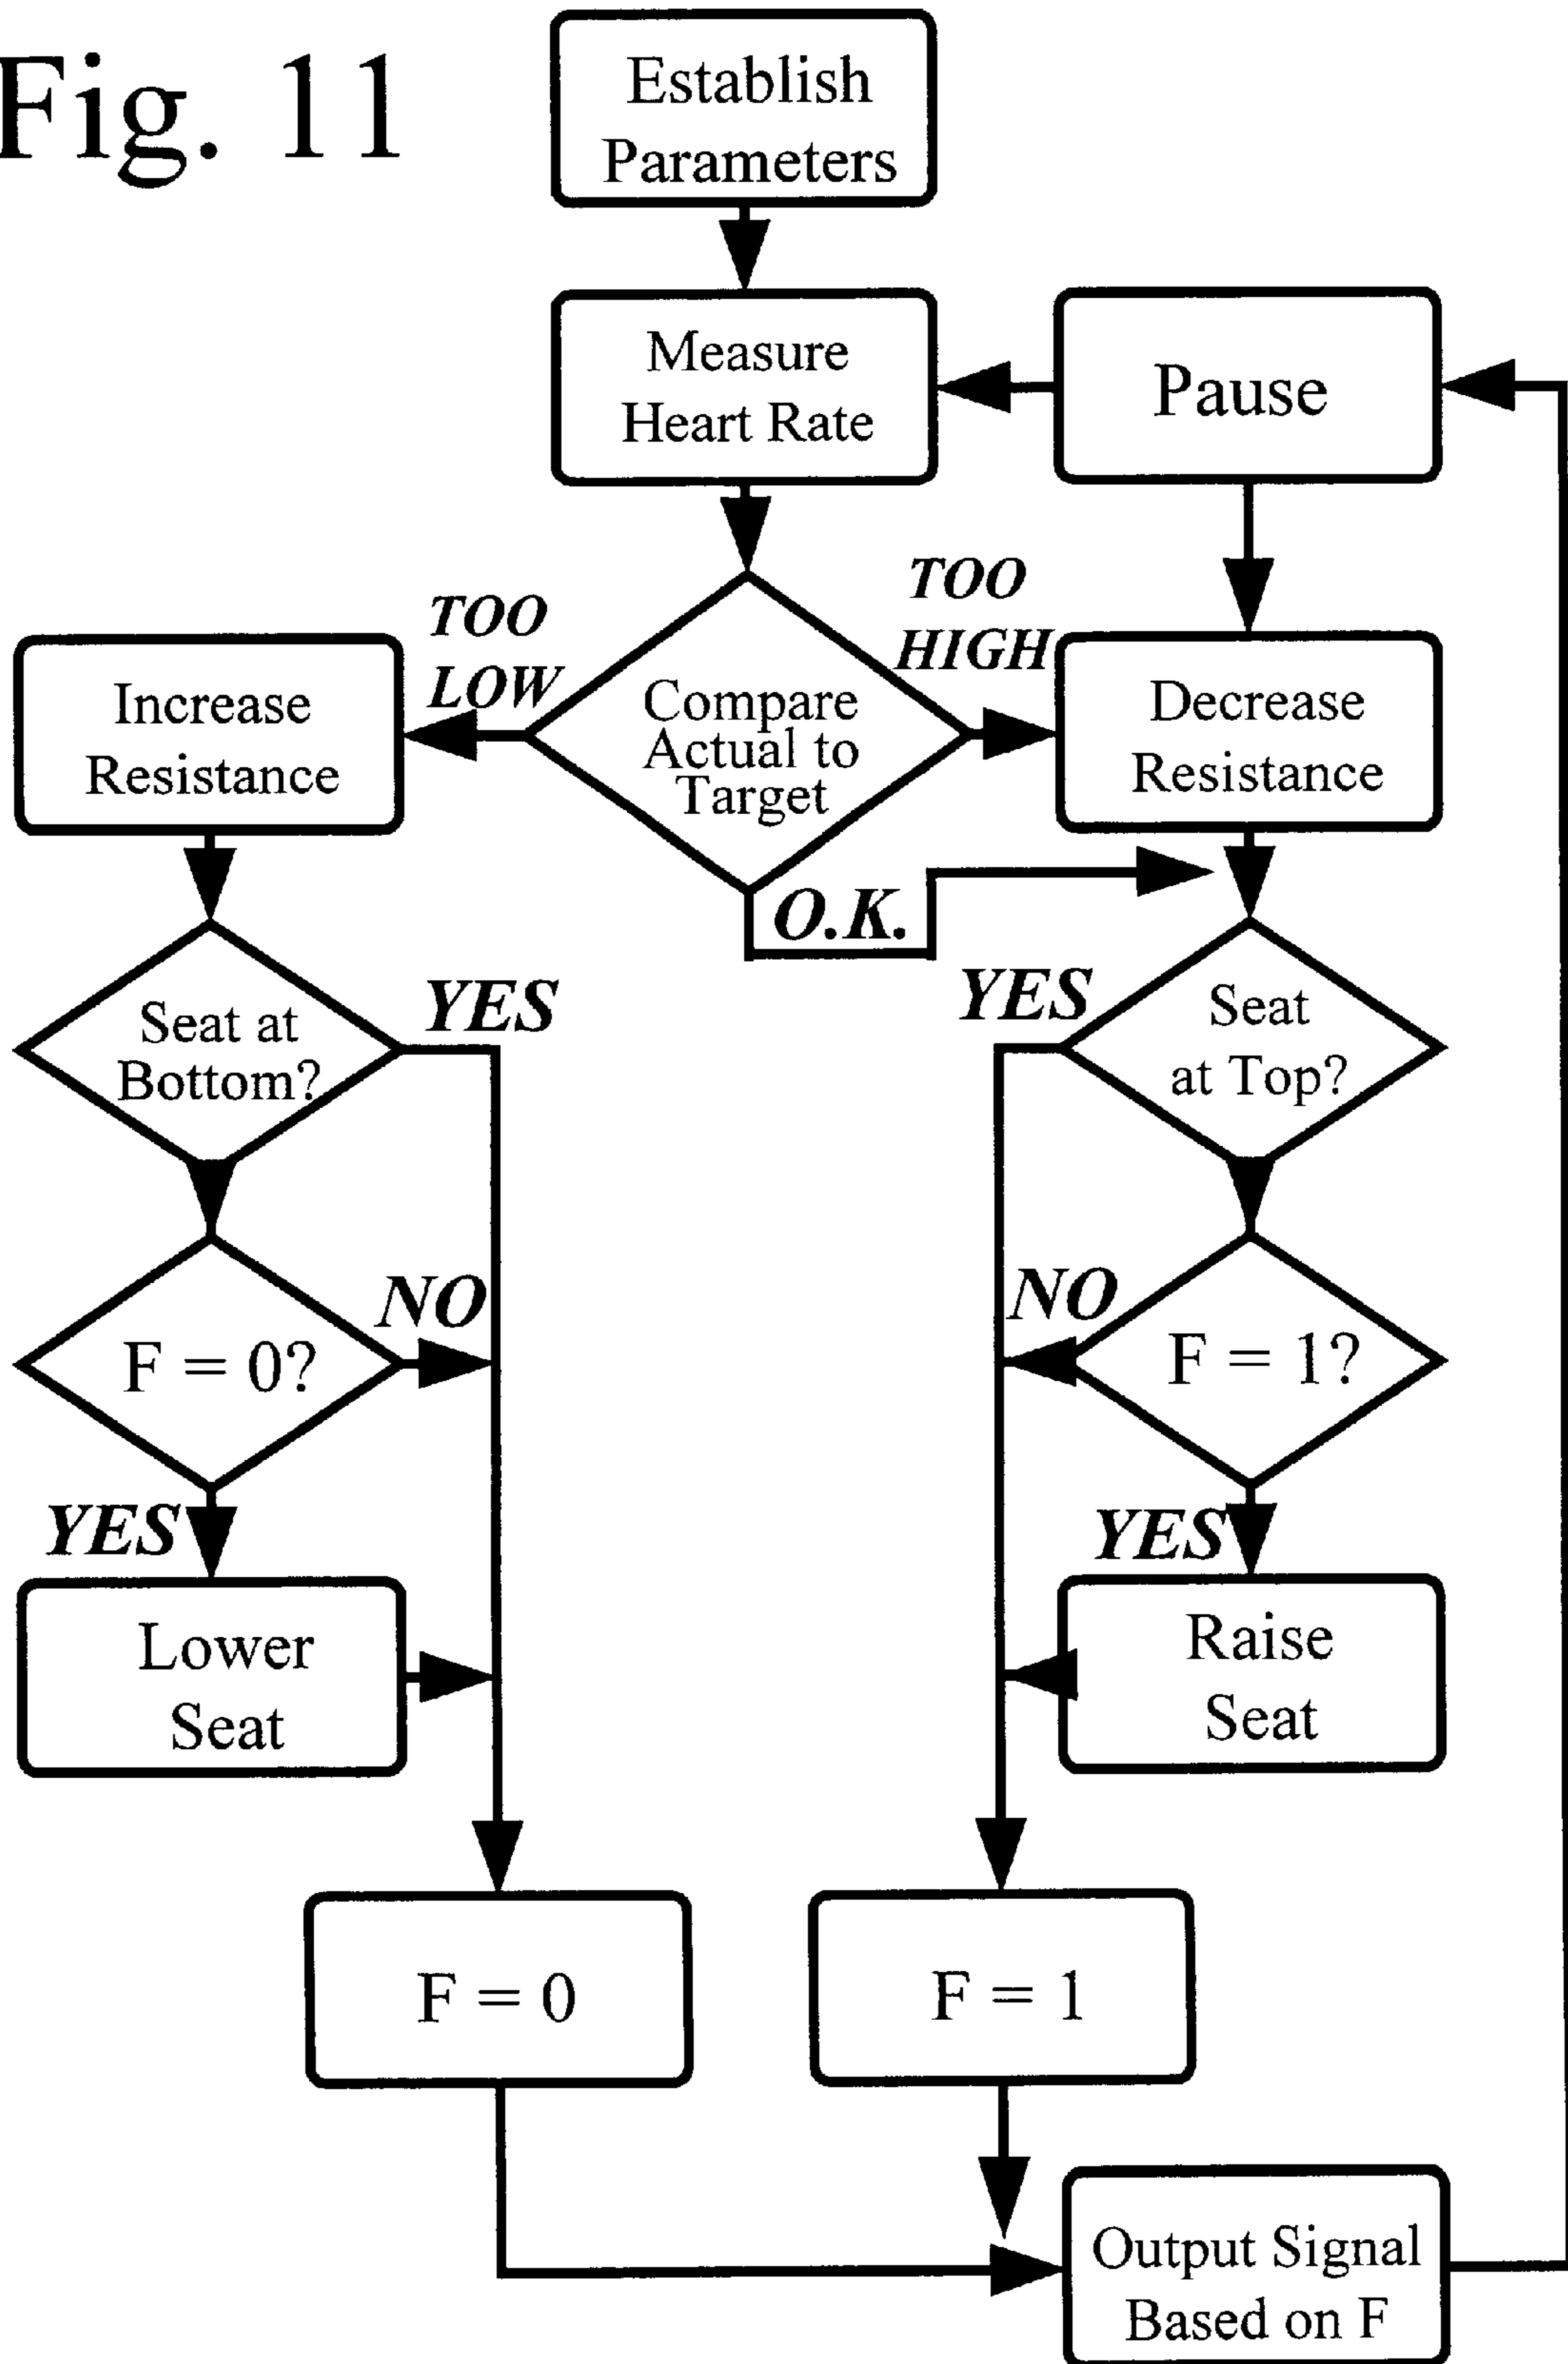 Fig. 11
Establish
Parameters
Measure
Heart Rate
Pause
TOO
LOW
TOO
HIGH
Increase
Resistance
Compare
Actual to
Target
Decrease
Resistance
O.K.
Seat at
Bottom?
YES
YES
Seat
at Top?
F = 0?
NO
NO
F = 1?
YES
YES
Lower
Seat
Raise
Seat
F = 0
F = 1
Output Signal
Based on F